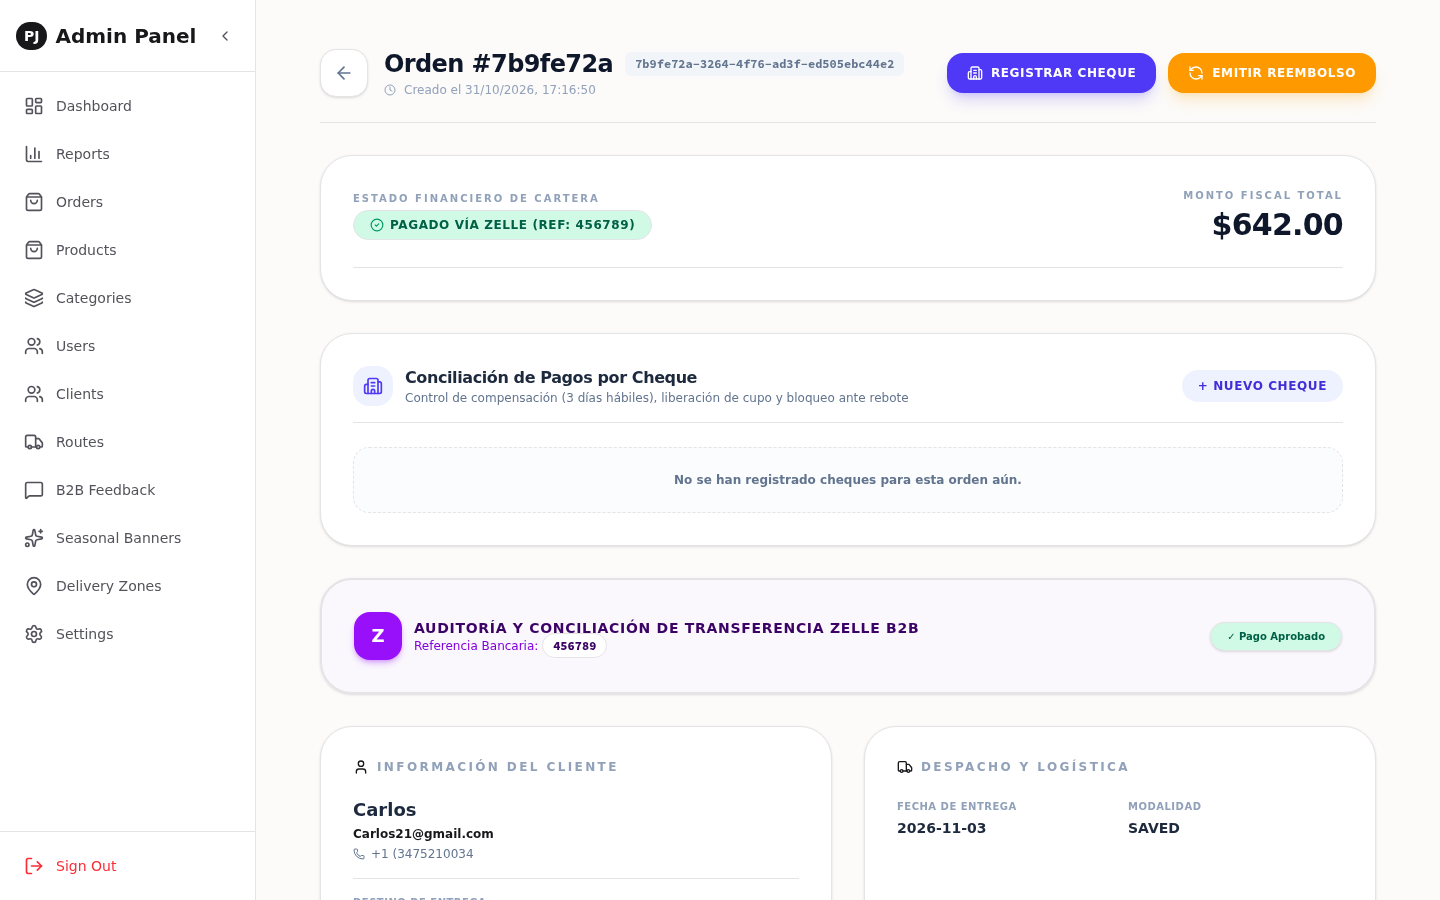 PJ Admin Panel
Dashboard
Reports
Orders
Products
Categories
Users
Clients
Routes
B2B Feedback
Seasonal Banners
Delivery Zones
Settings
Sign Out
Orden #7b9fe72a 7b9fe72a-3264-4f76-ad3f-ed505ebc44e2
Creado el 31/10/2026, 17:16:50
REGISTRAR CHEQUE
EMITIR REEMBOLSO
ESTADO FINANCIERO DE CARTERA
PAGADO VÍA ZELLE (REF: 456789)
MONTO FISCAL TOTAL
$642.00
Conciliación de Pagos por Cheque
Control de compensación (3 días hábiles), liberación de cupo y bloqueo ante rebote
+ NUEVO CHEQUE
No se han registrado cheques para esta orden aún.
Z
AUDITORÍA Y CONCILIACIÓN DE TRANSFERENCIA ZELLE B2B
Referencia Bancaria: 456789
✓ Pago Aprobado
INFORMACIÓN DEL CLIENTE
Carlos
Carlos21@gmail.com
+1 (3475210034
DESTINO DE ENTREGA
DESPACHO Y LOGÍSTICA
FECHA DE ENTREGA
2026-11-03
MODALIDAD
SAVED